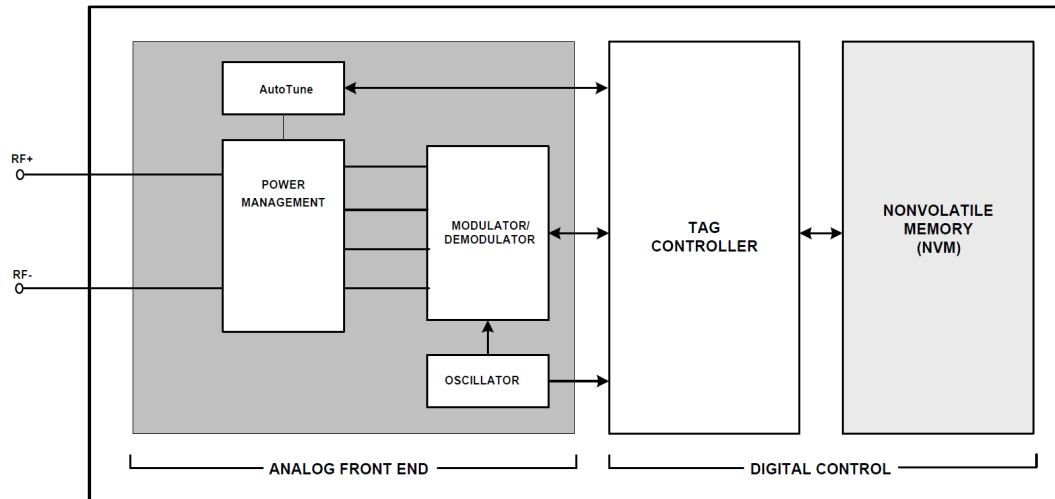 AutoTune
RF+
POWER
MANAGEMENT
MODULATOR/
DEMODULATOR
TAG
CONTROLLER
NONVOLATILE
MEMORY
(NVM)
RF-
OSCILLATOR
ANALOG FRONT END
DIGITAL CONTROL